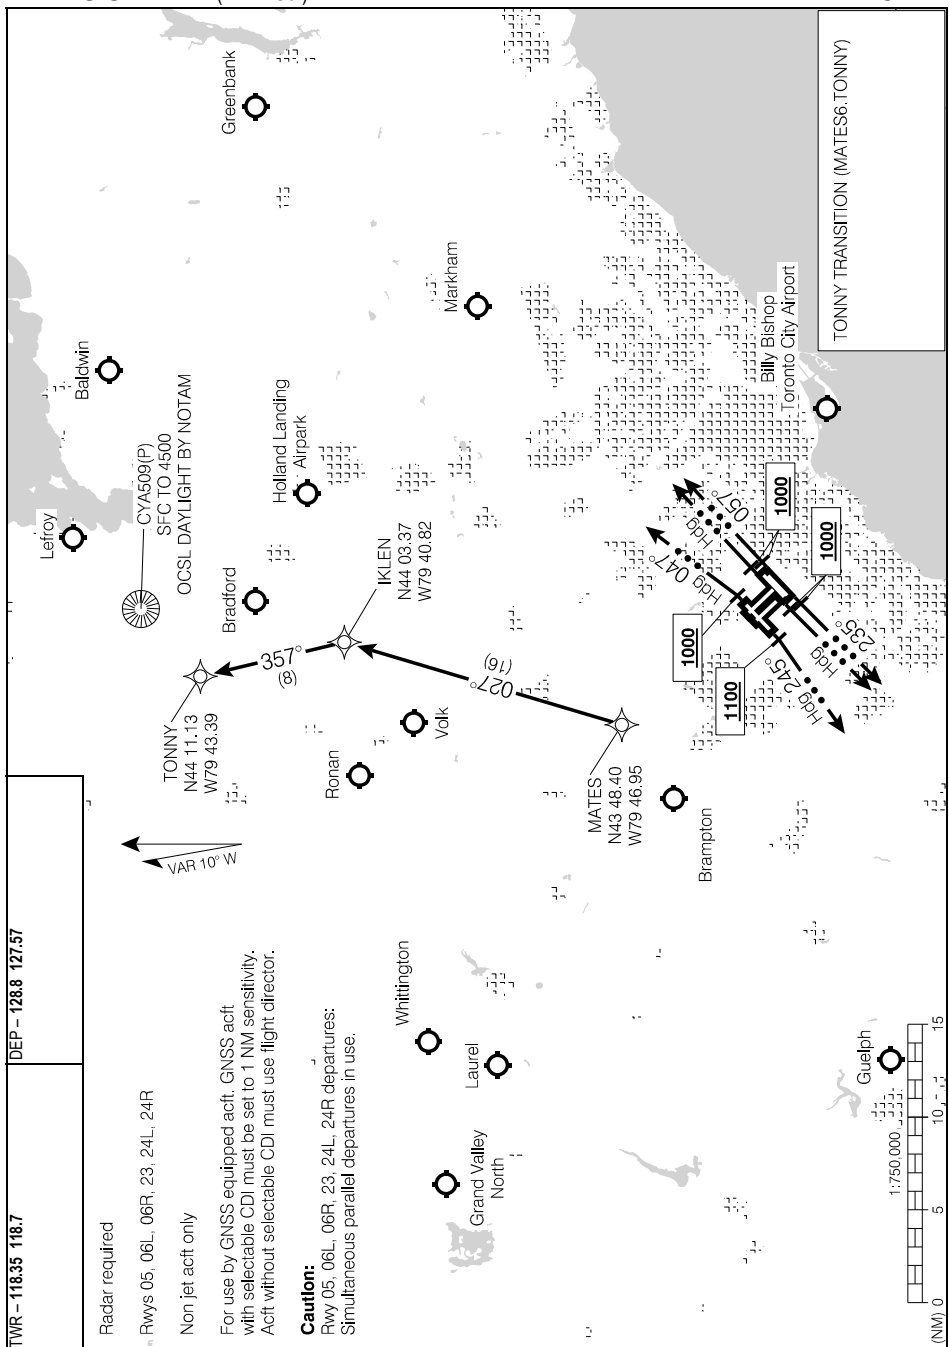 TWR – 118.35 118.7
DEP – 128.8 127.57
Radar required
Rwys 05, 06L, 06R, 23, 24L, 24R
Non jet acft only
For use by GNSS equipped acft. GNSS acft
with selectable CDI must be set to 1 NM sensitivity.
Acft without selectable CDI must use flight director.
Caution:
Rwy 05, 06L, 06R, 23, 24L, 24R departures:
Simultaneous parallel departures in use.
VAR 10° W
TONNY
N44 11.13
W79 43.39
357°
(8)
IKLEN
N44 03.37
W79 40.82
027°
(16)
MATES
N43 48.40
W79 46.95
Lefroy
Baldwin
CYA509(P)
SFC TO 4500
OCSL DAYLIGHT BY NOTAM
Greenbank
Bradford
Holland Landing
Airpark
Markham
Ronan
Volk
Brampton
Whittington
Laurel
Grand Valley
North
Guelph
Billy Bishop
Toronto City Airport
Hdg 047°
Hdg 057°
Hdg 245°
Hdg 235°
1000
1000
1000
1100
TONNY TRANSITION (MATES6.TONNY)
1:750,000
(NM) 0 5 10 15